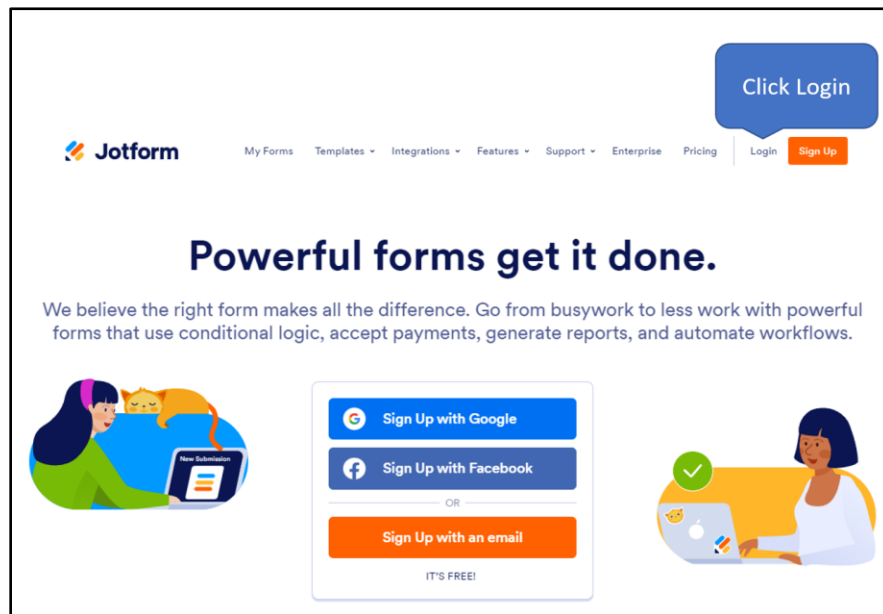 Click Login
Jotform
My Forms Templates Integrations Features Support Enterprise Pricing Login Sign Up
Powerful forms get it done.
We believe the right form makes all the difference. Go from busywork to less work with powerful
forms that use conditional logic, accept payments, generate reports, and automate workflows.
New Submission
Sign Up with Google
Sign Up with Facebook
OR
Sign Up with an email
IT'S FREE!